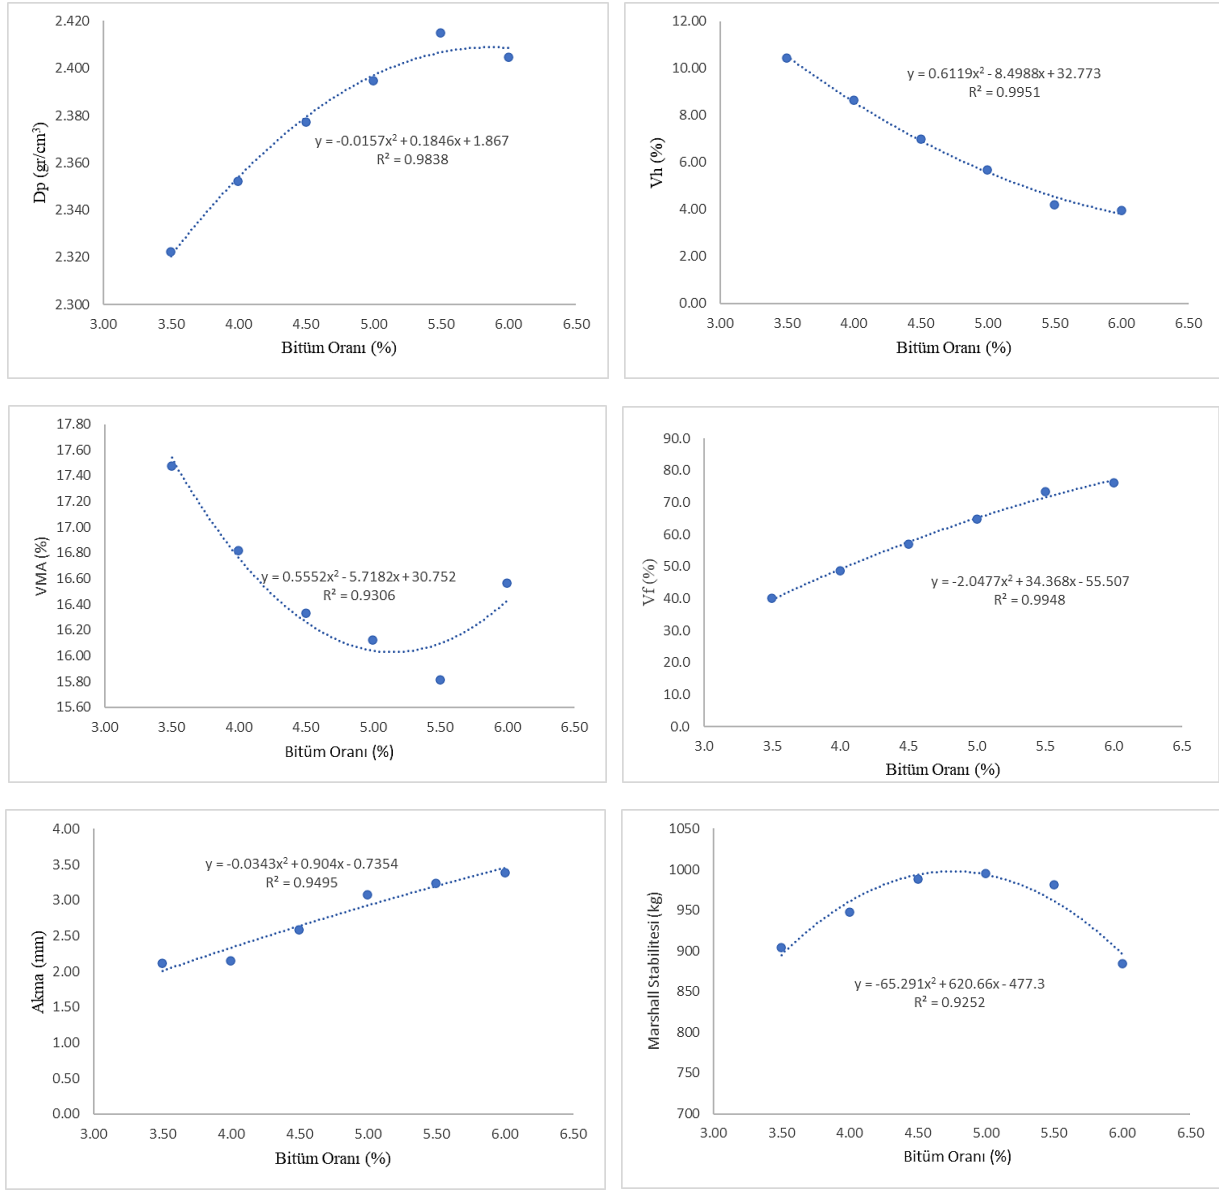 2.420
2.400
2.380
2.360
2.340
2.320
2.300
Dp (gr/cm³)
y = -0.0157x² + 0.1846x + 1.867
R² = 0.9838
3.00 3.50 4.00 4.50 5.00 5.50 6.00 6.50
Bitüm Oranı (%)
12.00
10.00
8.00
6.00
4.00
2.00
0.00
Vh (%)
y = 0.6119x² - 8.4988x + 32.773
R² = 0.9951
3.00 3.50 4.00 4.50 5.00 5.50 6.00 6.50
Bitüm Oranı (%)
17.80
17.60
17.40
17.20
17.00
16.80
16.60
16.40
16.20
16.00
15.80
15.60
VMA (%)
y = 0.5552x² - 5.7182x + 30.752
R² = 0.9306
3.00 3.50 4.00 4.50 5.00 5.50 6.00 6.50
Bitüm Oranı (%)
90.0
80.0
70.0
60.0
50.0
40.0
30.0
20.0
10.0
0.0
Vf (%)
y = -2.0477x² + 34.368x - 55.507
R² = 0.9948
3.0 3.5 4.0 4.5 5.0 5.5 6.0 6.5
Bitüm Oranı (%)
4.00
3.50
3.00
2.50
2.00
1.50
1.00
0.50
0.00
Akma (mm)
y = -0.0343x² + 0.904x - 0.7354
R² = 0.9495
3.00 3.50 4.00 4.50 5.00 5.50 6.00 6.50
Bitüm Oranı (%)
1050
1000
950
900
850
800
750
700
Marshall Stabilitesi (kg)
y = -65.291x² + 620.66x - 477.3
R² = 0.9252
3.00 3.50 4.00 4.50 5.00 5.50 6.00 6.50
Bitüm Oranı (%)